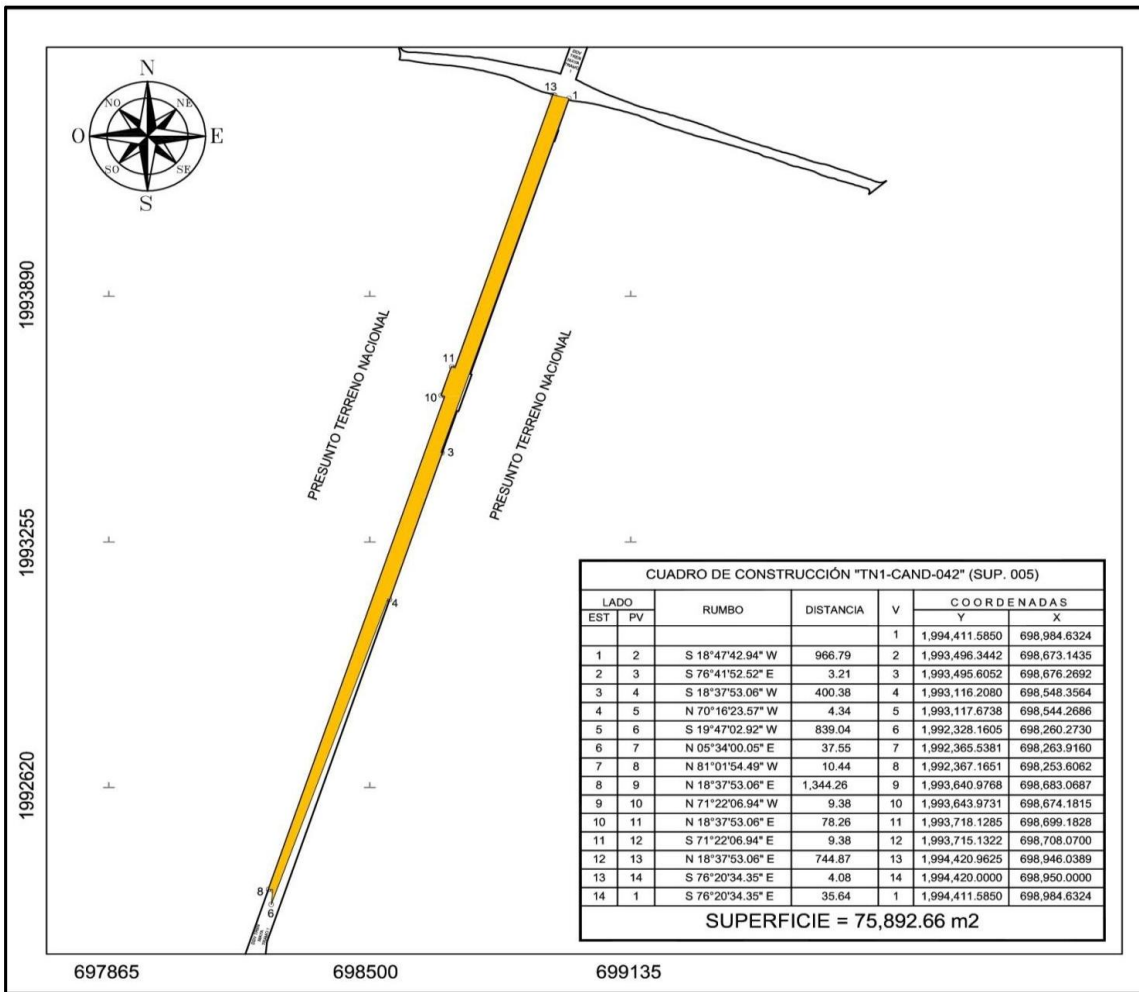 N
NO
NE
O
E
SO
SE
S
13
1
11
10
3
4
8
6
PRESUNTO TERRENO NACIONAL
PRESUNTO TERRENO NACIONAL
1993890
1993255
1992620
697865
698500
699135
CUADRO DE CONSTRUCCIÓN "TN1-CAND-042" (SUP. 005)
LADO RUMBO DISTANCIA V COORDENADAS
EST PV Y X
1 1,994,411.5850 698,984.6324
1 2 S 18°47'42.94" W 966.79 2 1,993,496.3442 698,673.1435
2 3 S 76°41'52.52" E 3.21 3 1,993,495.6052 698,676.2692
3 4 S 18°37'53.06" W 400.38 4 1,993,116.2080 698,548.3564
4 5 N 70°16'23.57" W 4.34 5 1,993,117.6738 698,544.2686
5 6 S 19°47'02.92" W 839.04 6 1,992,328.1605 698,260.2730
6 7 N 05°34'00.05" E 37.55 7 1,992,365.5381 698,263.9160
7 8 N 81°01'54.49" W 10.44 8 1,992,367.1651 698,253.6062
8 9 N 18°37'53.06" E 1,344.26 9 1,993,640.9768 698,683.0687
9 10 N 71°22'06.94" W 9.38 10 1,993,643.9731 698,674.1815
10 11 N 18°37'53.06" E 78.26 11 1,993,718.1285 698,699.1828
11 12 S 71°22'06.94" E 9.38 12 1,993,715.1322 698,708.0700
12 13 N 18°37'53.06" E 744.87 13 1,994,420.9625 698,946.0389
13 14 S 76°20'34.35" E 4.08 14 1,994,420.0000 698,950.0000
14 1 S 76°20'34.35" E 35.64 1 1,994,411.5850 698,984.6324
SUPERFICIE = 75,892.66 m2